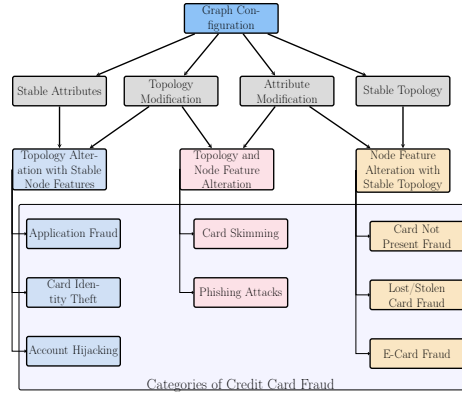 Graph Con-
figuration
Stable Attributes
Topology
Modification
Attribute
Modification
Stable Topology
Topology Alter-
ation with Stable
Node Features
Topology and
Node Feature
Alteration
Node Feature
Alteration with
Stable Topology
Application Fraud
Card Skimming
Card Not
Present Fraud
Card Iden-
tity Theft
Phishing Attacks
Lost/Stolen
Card Fraud
Account Hijacking
E-Card Fraud
Categories of Credit Card Fraud